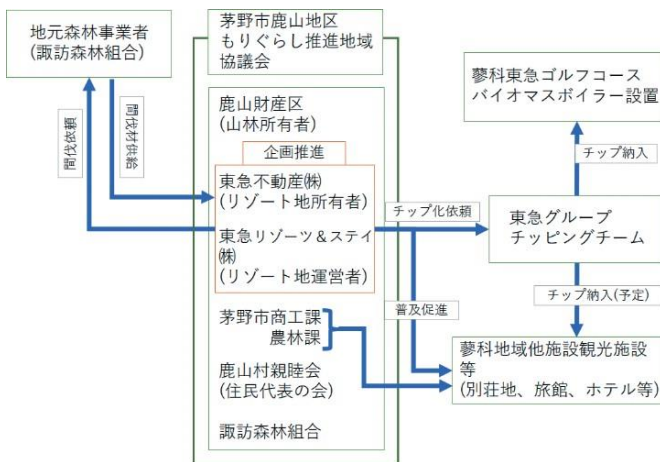 地元森林事業者
(諏訪森林組合)
間伐依頼
間伐材供給
茅野市鹿山地区
もりぐらし推進地域
協議会
鹿山財産区
(山林所有者)
企画推進
東急不動産㈱
(リゾート地所有者)
東急リゾーツ&ステイ
㈱
(リゾート地運営者)
茅野市商工課
農林課
鹿山村親睦会
(住民代表の会)
諏訪森林組合
チップ化依頼
普及促進
蓼科東急ゴルフコース
バイオマスボイラー設置
チップ納入
東急グループ
チッピングチーム
チップ納入(予定)
蓼科地域他施設観光施設
等
(別荘地、旅館、ホテル等)